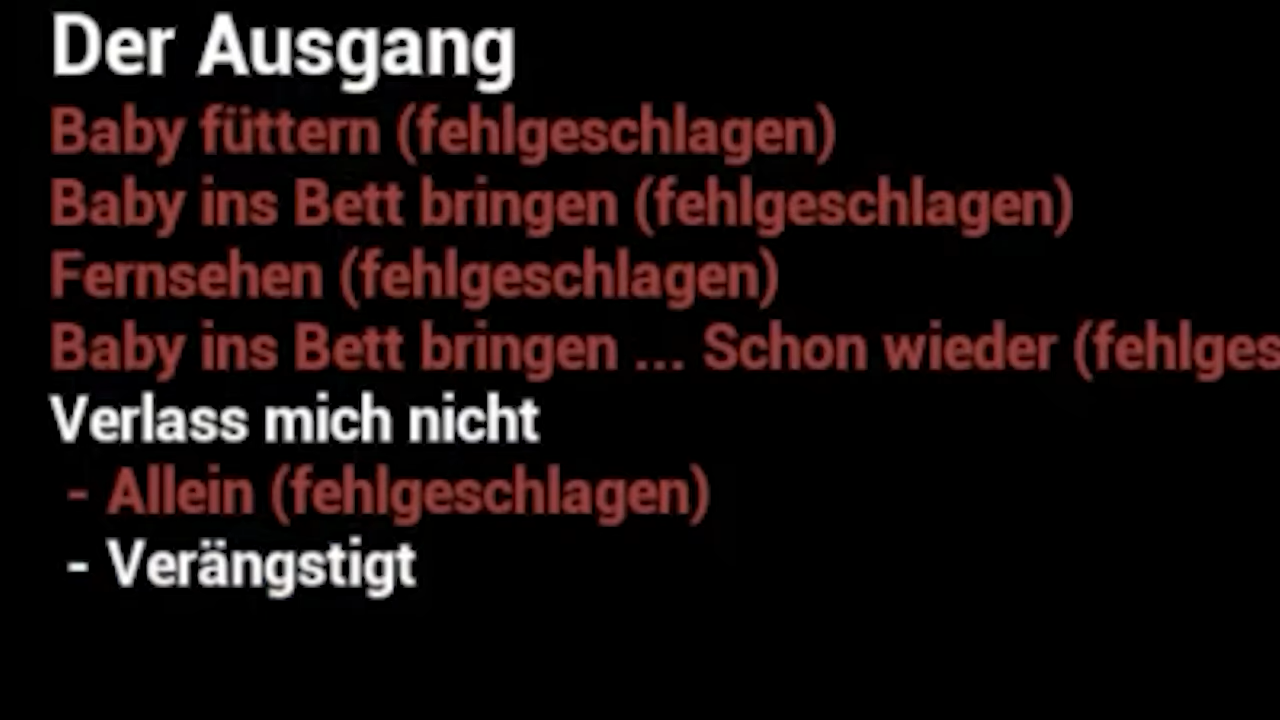 Der Ausgang
Baby füttern (fehlgeschlagen)
Baby ins Bett bringen (fehlgeschlagen)
Fernsehen (fehlgeschlagen)
Baby ins Bett bringen ... Schon wieder (fehlges
Verlass mich nicht
- Allein (fehlgeschlagen)
- Verängstigt